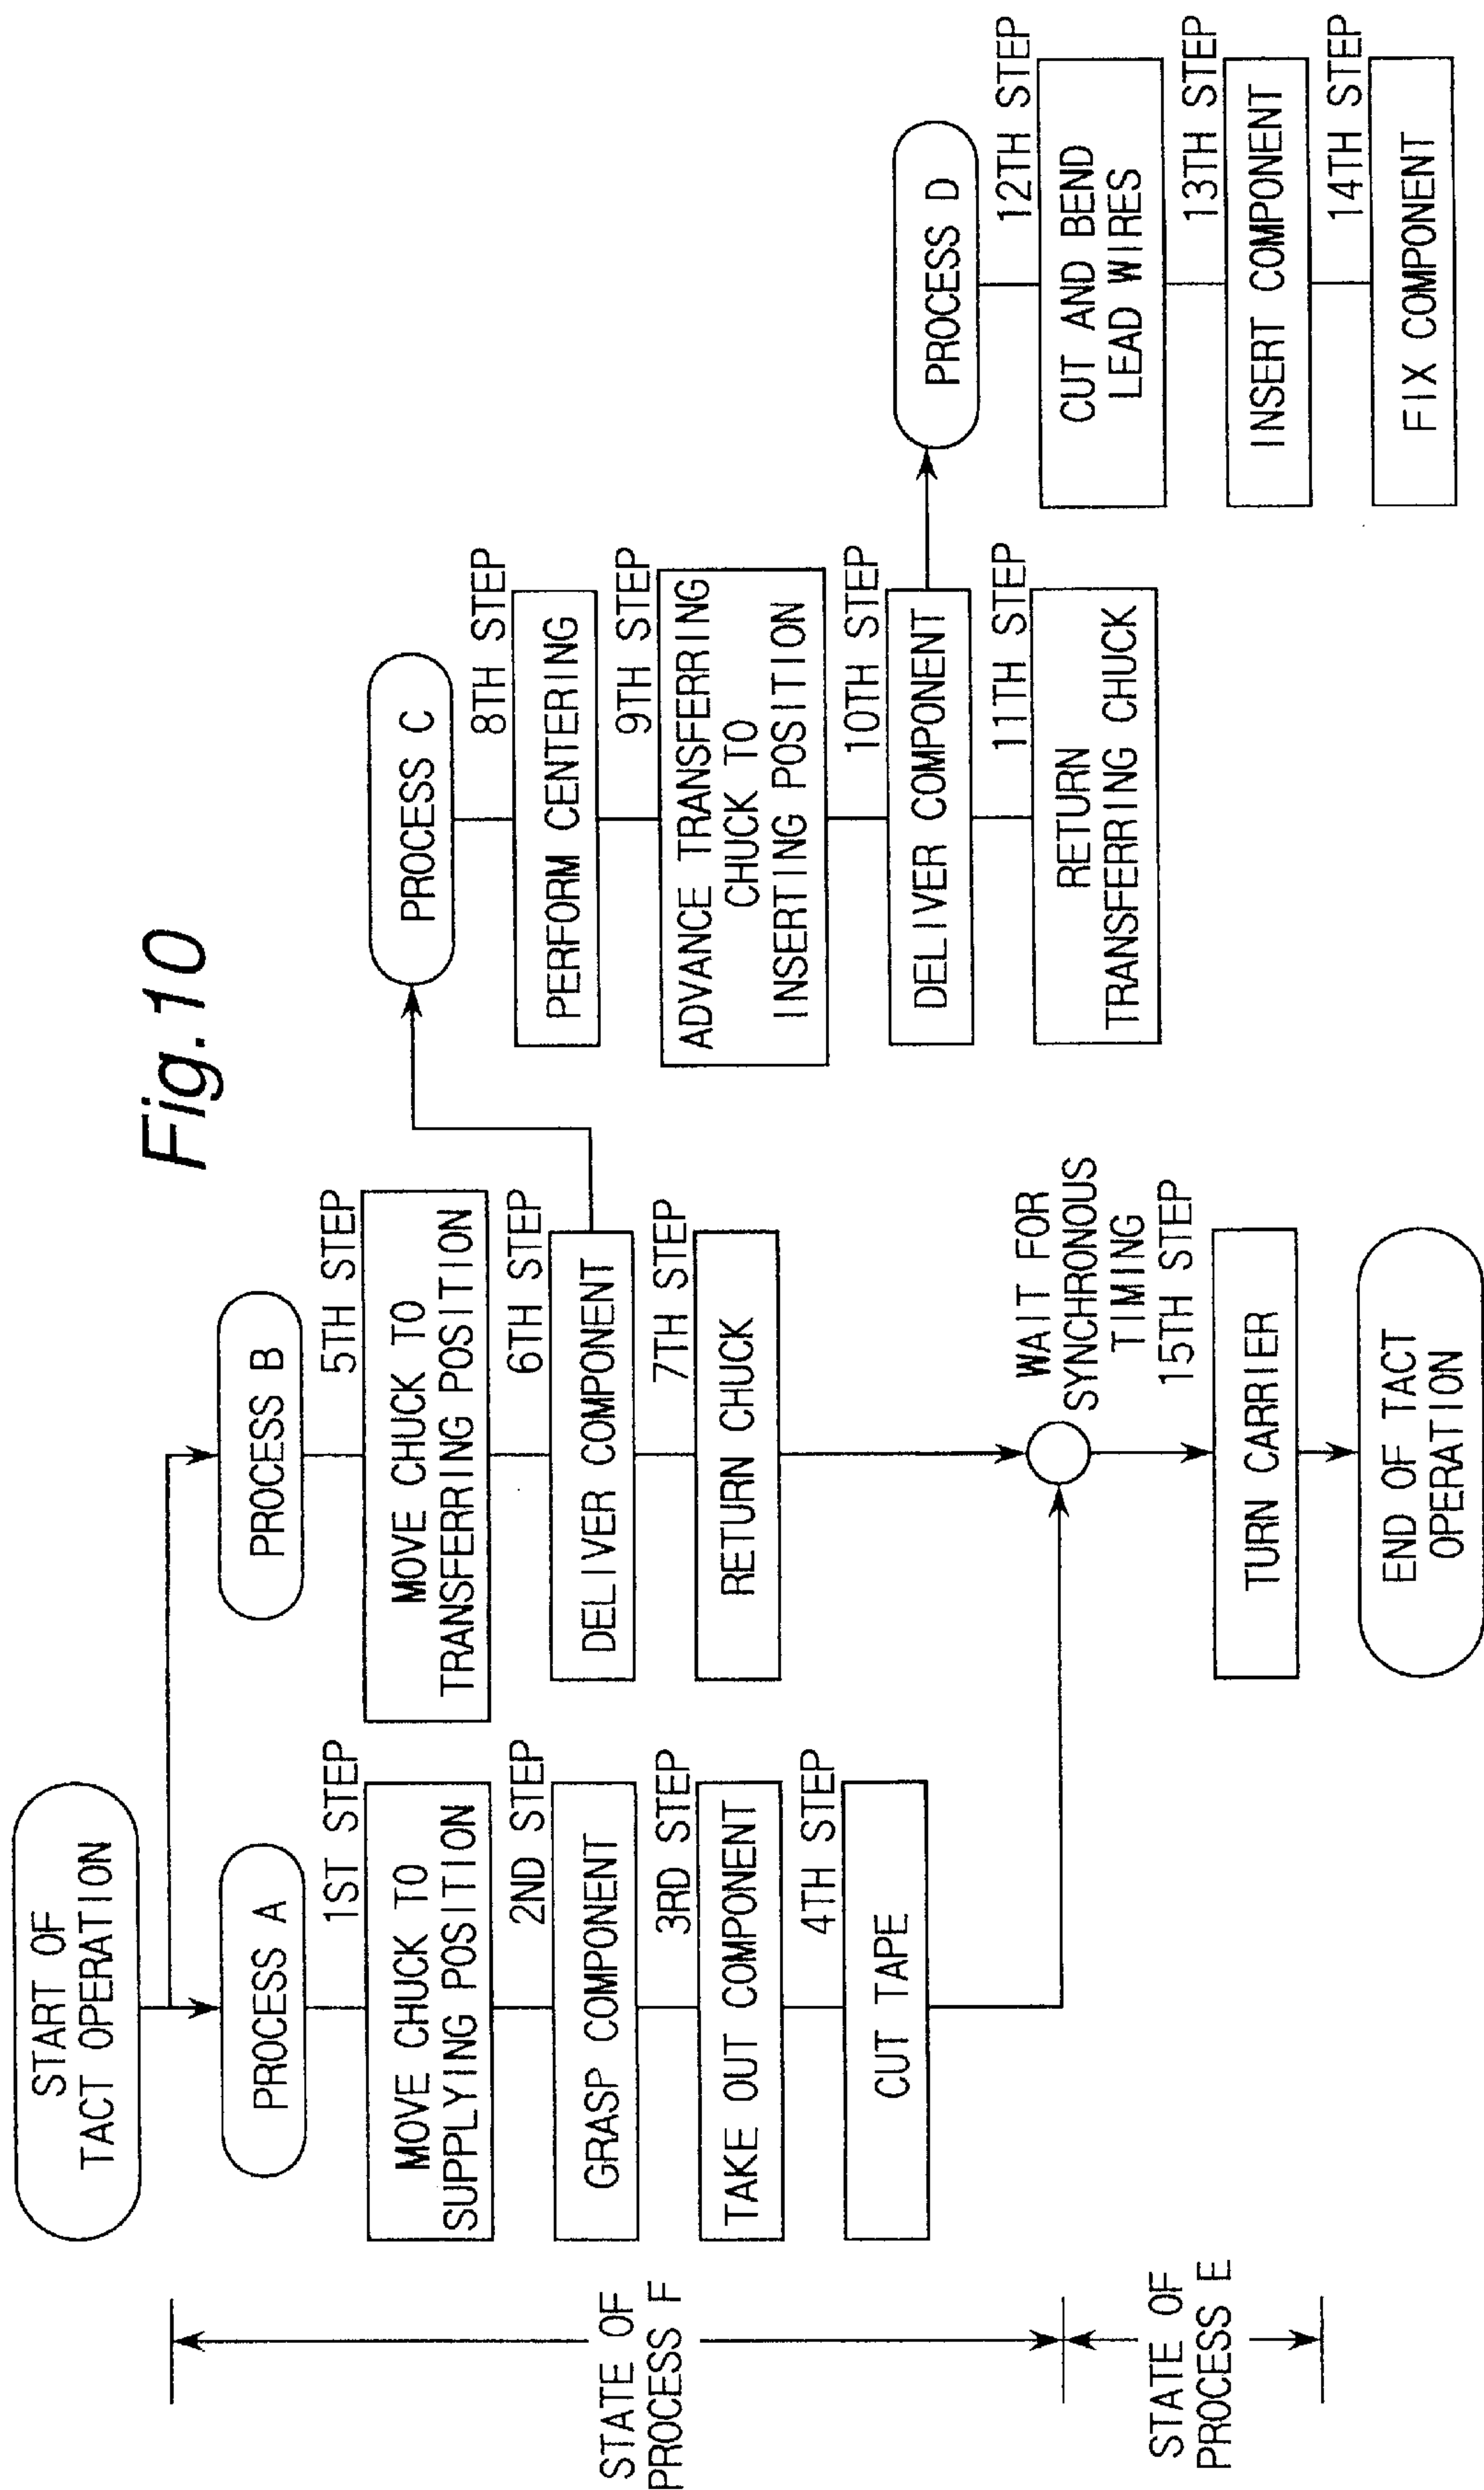 Fig.10
START OF
TACT OPERATION
PROCESS A
1ST STEP
MOVE CHUCK TO
SUPPLYING POSITION
2ND STEP
GRASP COMPONENT
3RD STEP
TAKE OUT COMPONENT
4TH STEP
CUT TAPE
PROCESS B
5TH STEP
MOVE CHUCK TO
TRANSFERRING POSITION
6TH STEP
DELIVER COMPONENT
7TH STEP
RETURN CHUCK
WAIT FOR
SYNCHRONOUS
TIMING
15TH STEP
TURN CARRIER
END OF TACT
OPERATION
PROCESS C
8TH STEP
PERFORM CENTERING
9TH STEP
ADVANCE TRANSFERRING
CHUCK TO
INSERTING POSITION
10TH STEP
DELIVER COMPONENT
11TH STEP
RETURN
TRANSFERRING CHUCK
PROCESS D
12TH STEP
CUT AND BEND
LEAD WIRES
13TH STEP
INSERT COMPONENT
14TH STEP
FIX COMPONENT
STATE OF
PROCESS F
STATE OF
PROCESS E